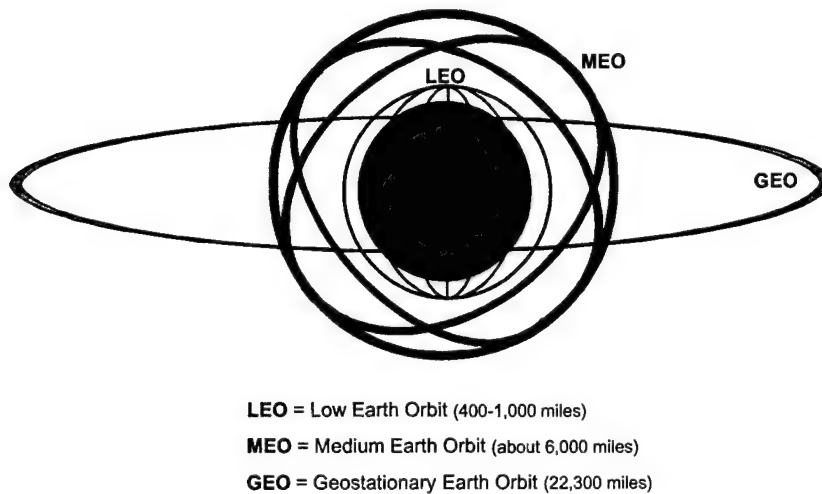 LEO
MEO
GEO
LEO = Low Earth Orbit (400-1,000 miles)
MEO = Medium Earth Orbit (about 6,000 miles)
GEO = Geostationary Earth Orbit (22,300 miles)